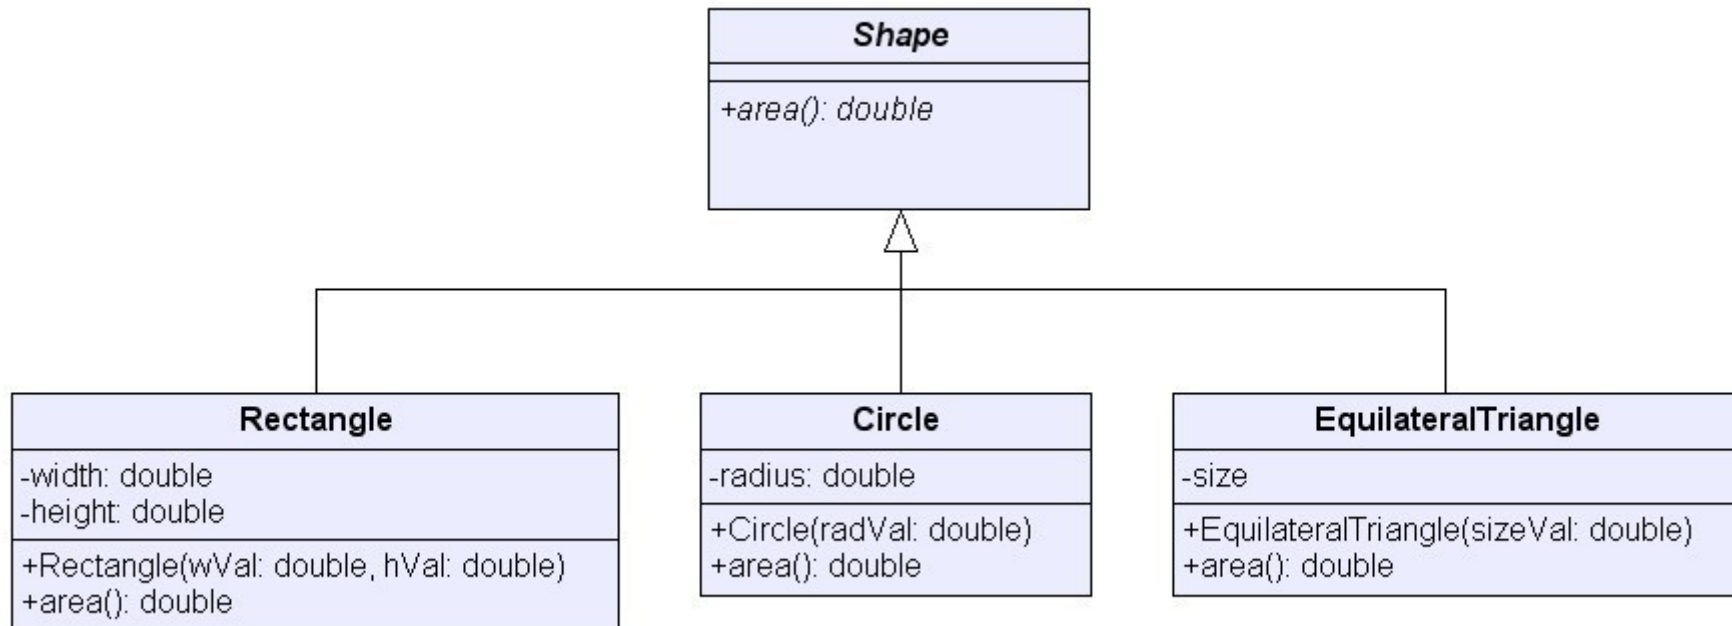 Shape
+area(): double
Rectangle
-width: double
-height: double
+Rectangle(wVal: double, hVal: double)
+area(): double
Circle
-radius: double
+Circle(radVal: double)
+area(): double
EquilateralTriangle
-size
+EquilateralTriangle(sizeVal: double)
+area(): double